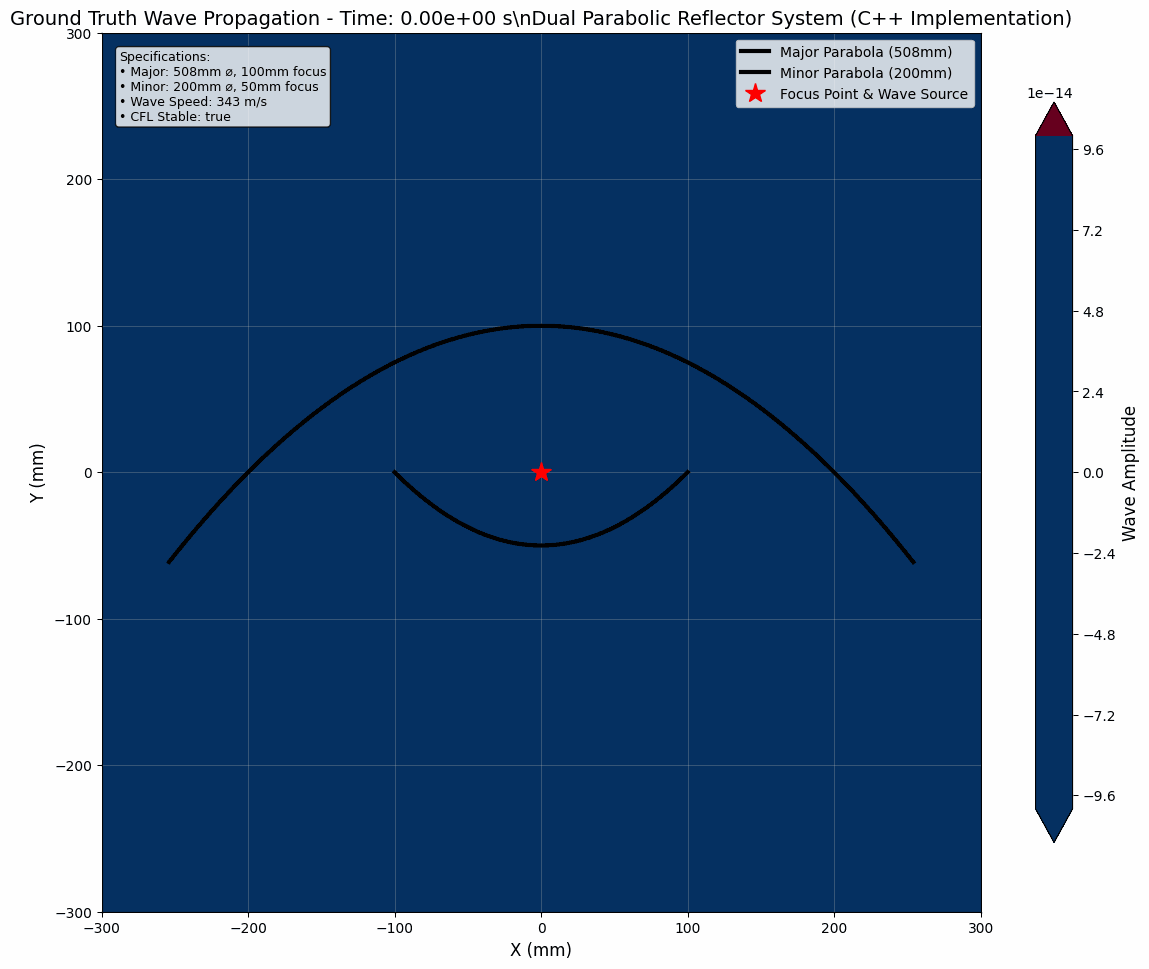 Ground Truth Wave Propagation - Time: 0.00e+00 s\nDual Parabolic Reflector System (C++ Implementation)
Specifications:
• Major: 508mm ⌀, 100mm focus
• Minor: 200mm ⌀, 50mm focus
• Wave Speed: 343 m/s
• CFL Stable: true
Major Parabola (508mm)
Minor Parabola (200mm)
Focus Point & Wave Source
300
200
100
0
−100
−200
−300
Y (mm)
−300
−200
−100
0
100
200
300
X (mm)
1e−14
9.6
7.2
4.8
2.4
0.0
−2.4
−4.8
−7.2
−9.6
Wave Amplitude